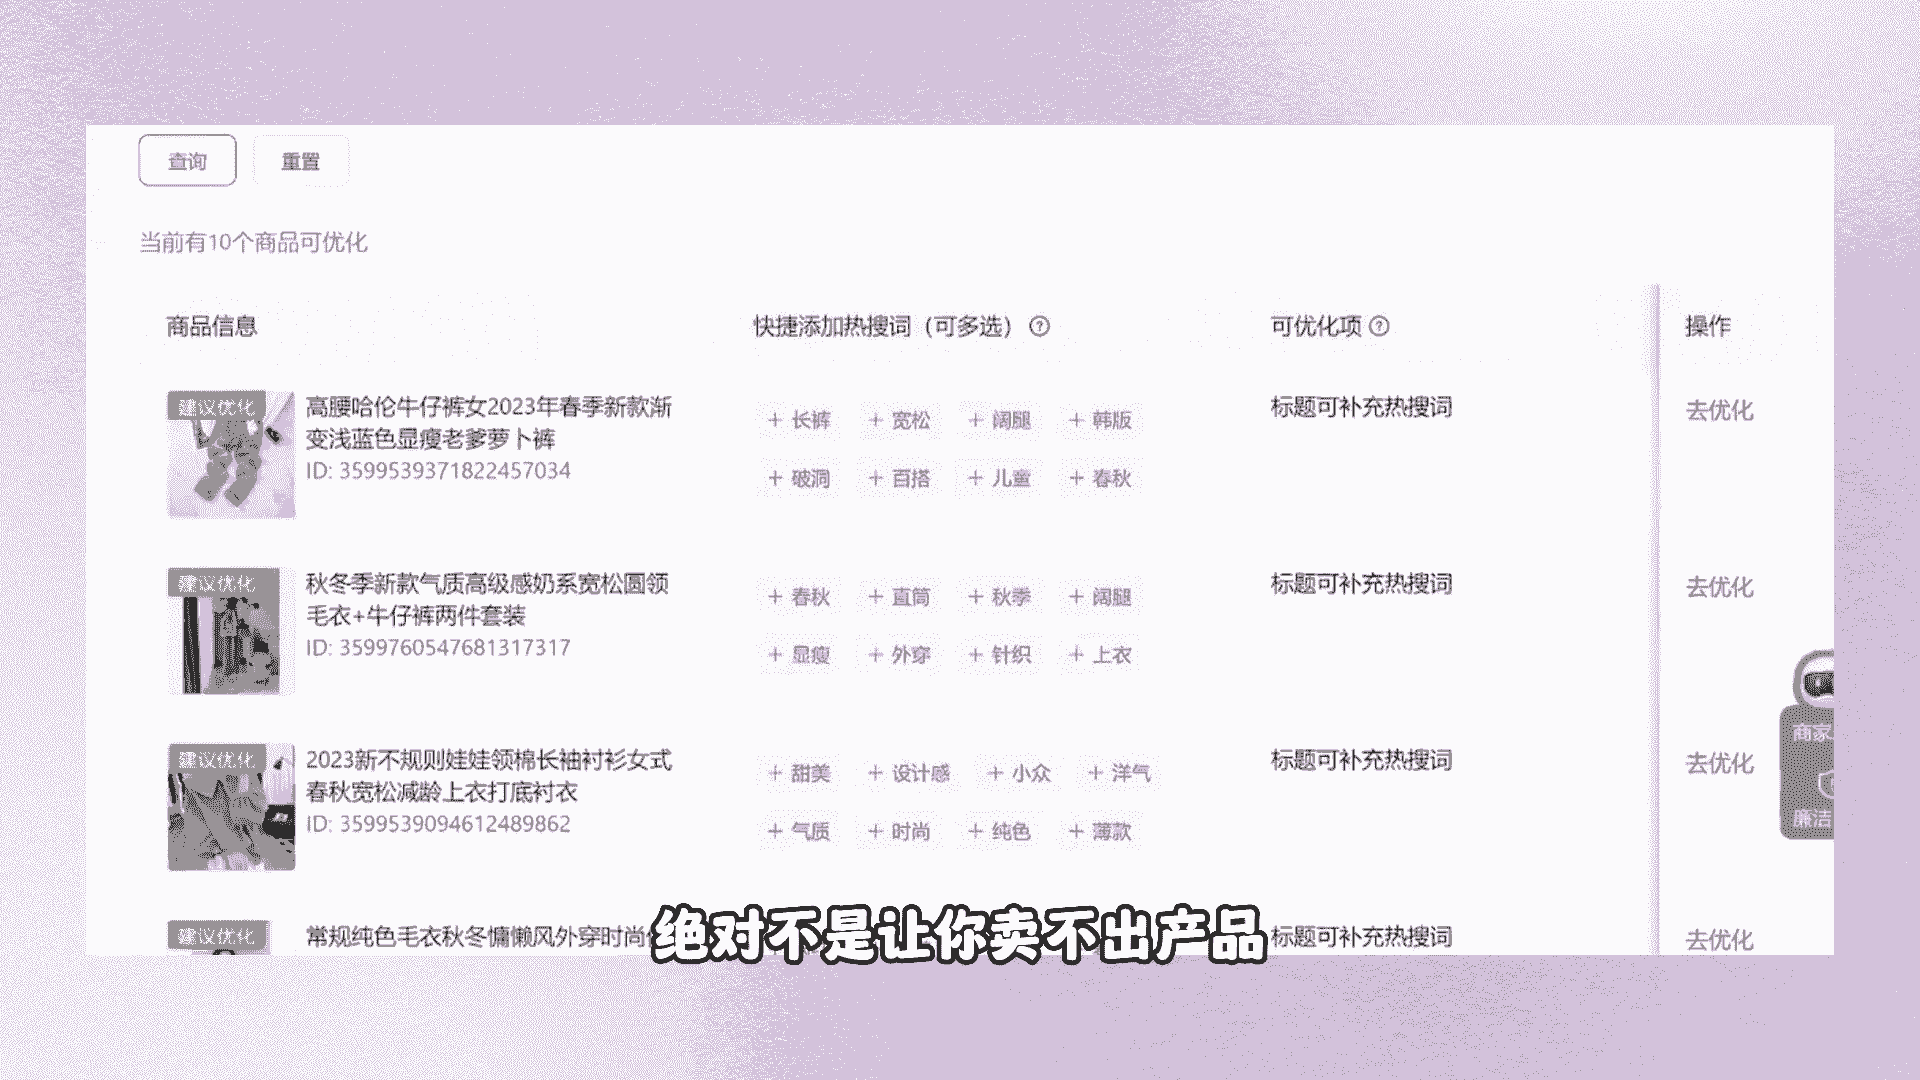 查询 重置
当前有10个商品可优化
商品信息 快捷添加热搜词（可多选） 可优化项 操作
建议优化
高腰哈伦牛仔裤女2023年春季新款渐
变浅蓝色显瘦老爹萝卜裤
ID: 3599539371822457034
+ 长裤 + 宽松 + 阔腿 + 韩版
+ 破洞 + 百搭 + 儿童 + 春秋
标题可补充热搜词
去优化
建议优化
秋冬季新款气质高级感奶系宽松圆领
毛衣+牛仔裤两件套装
ID: 3599760547681317317
+ 春秋 + 直筒 + 秋季 + 阔腿
+ 显瘦 + 外穿 + 针织 + 上衣
标题可补充热搜词
去优化
建议优化
2023新不规则娃娃领棉长袖衬衫女式
春秋宽松减龄上衣打底衬衣
ID: 3599539094612489862
+ 甜美 + 设计感 + 小众 + 洋气
+ 气质 + 时尚 + 纯色 + 薄款
标题可补充热搜词
去优化
商家
廉洁
建议优化
常规纯色毛衣秋冬慵懒风外穿时尚
标题可补充热搜词
去优化
绝对不是让你卖不出产品